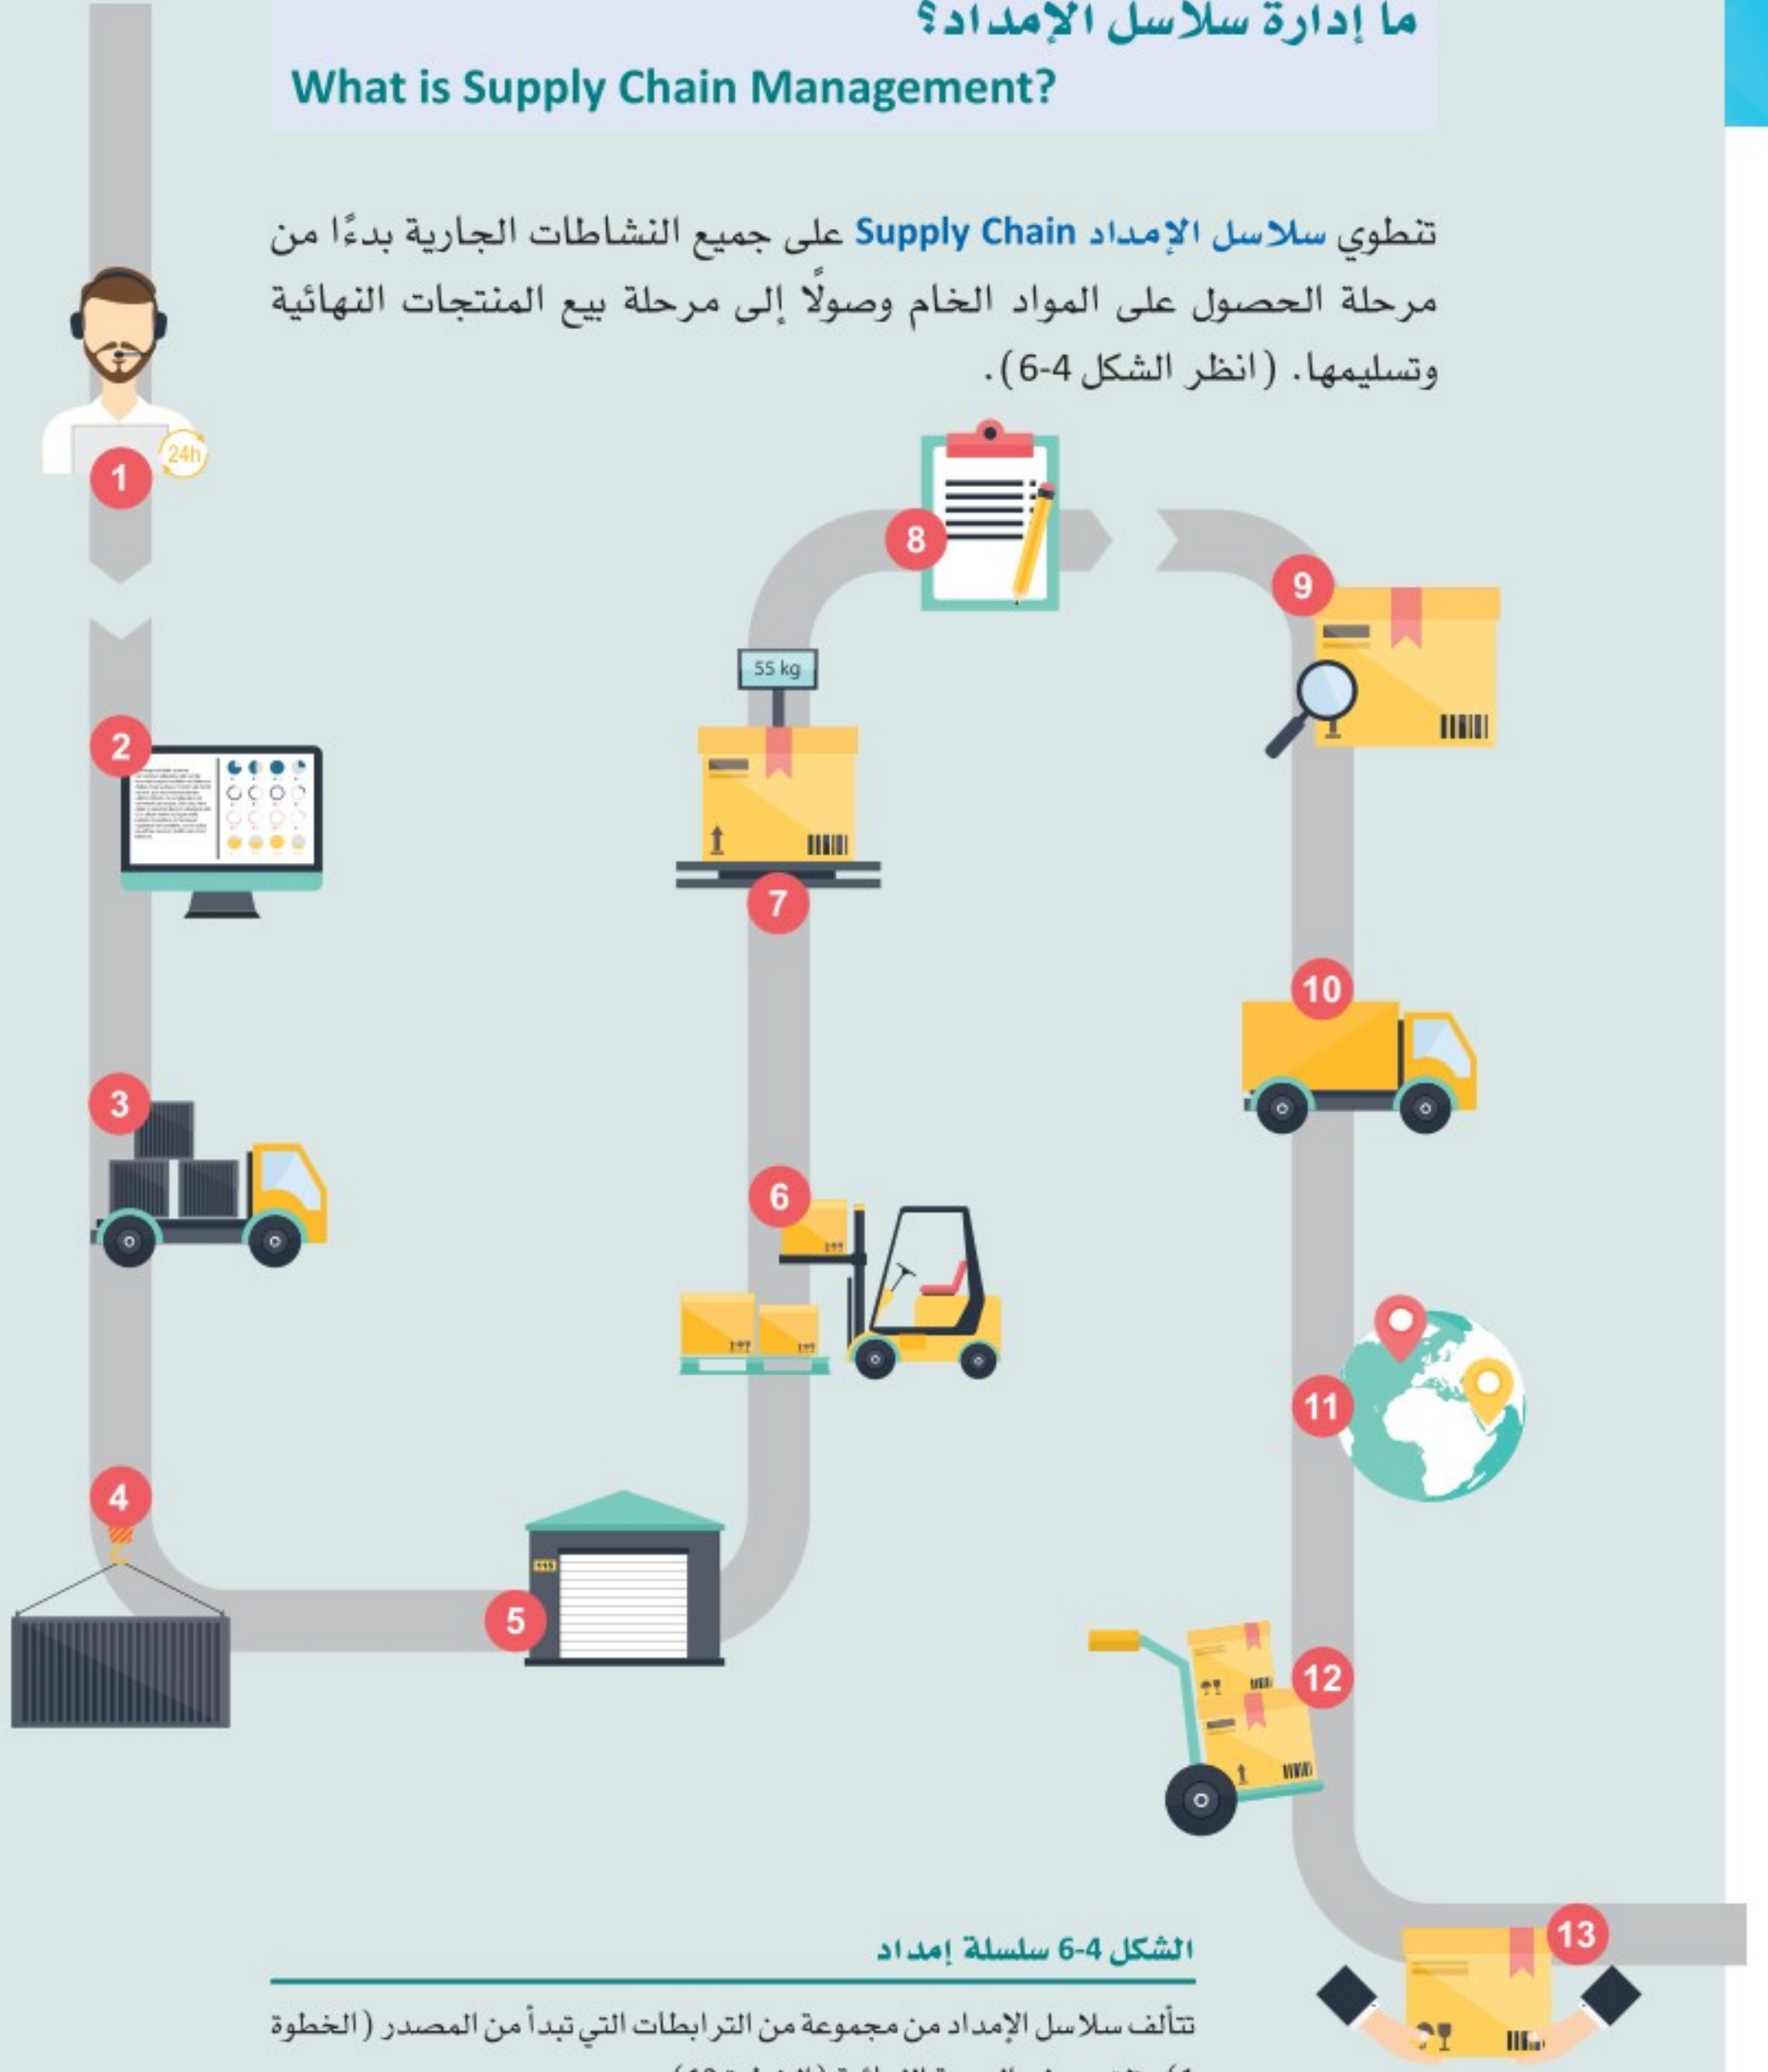 ما إدارة سلاسل الإمداد؟
What is Supply Chain Management?
تنطوي سلاسل الإمداد Supply Chain على جميع النشاطات الجارية بدءًا من
مرحلة الحصول على المواد الخام وصولًا إلى مرحلة بيع المنتجات النهائية
وتسليمها. (انظر الشكل 4-6).
24h
1
2
3
4
5
115
6
7
55 kg
8
9
10
11
12
13
الشكل 4-6 سلسلة إمداد
تتألف سلاسل الإمداد من مجموعة من الترابطات التي تبدأ من المصدر (الخطوة